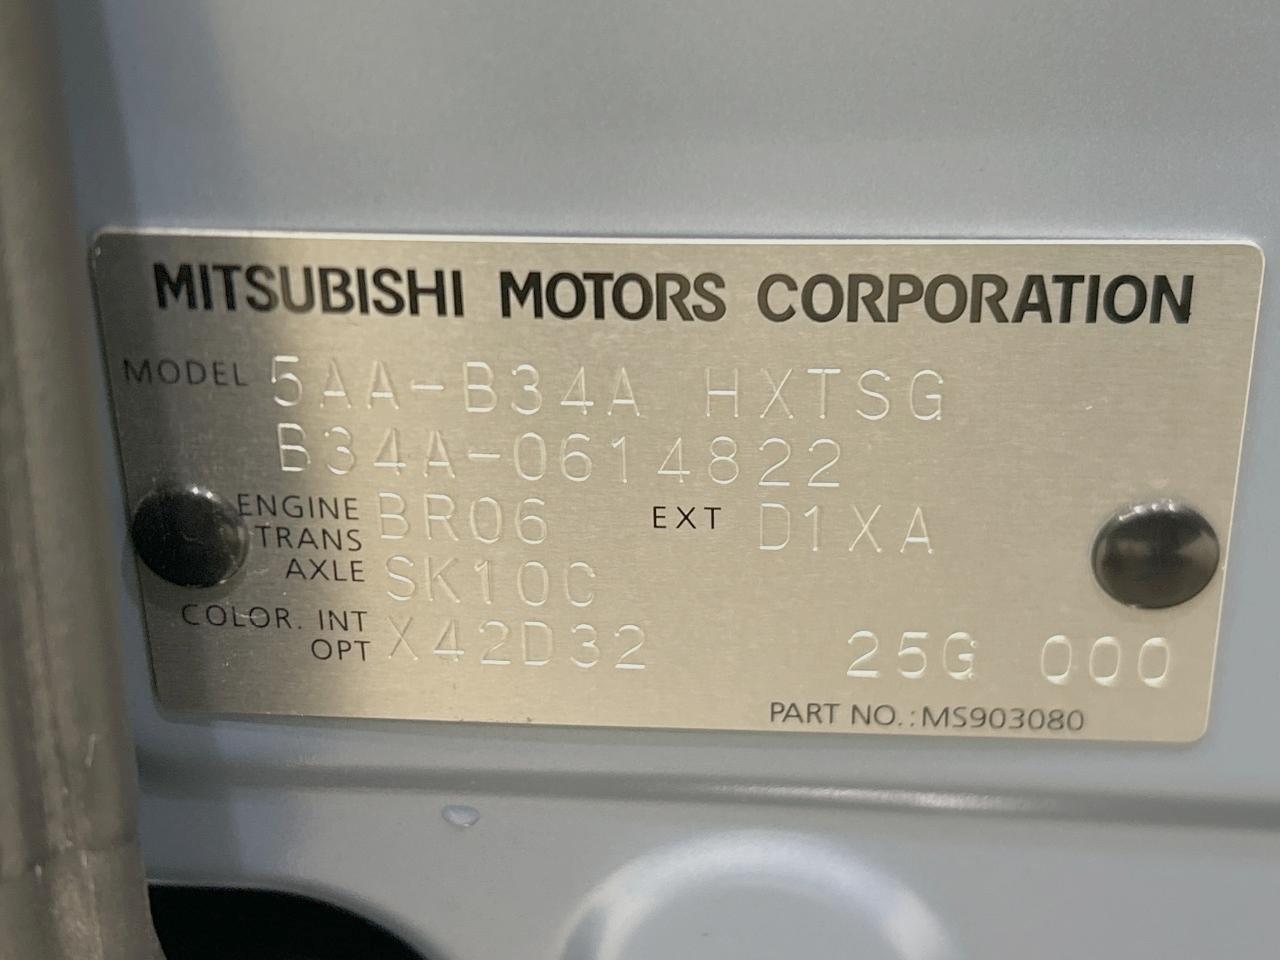 MITSUBISHI MOTORS CORPORATION
MODEL 5AA-B34A HXTSG
B34A-0614822
ENGINE BR06 EXT D1XA
TRANS
AXLE SK10C
COLOR. INT
OPT X42D32 25G 000
PART NO.:MS903080